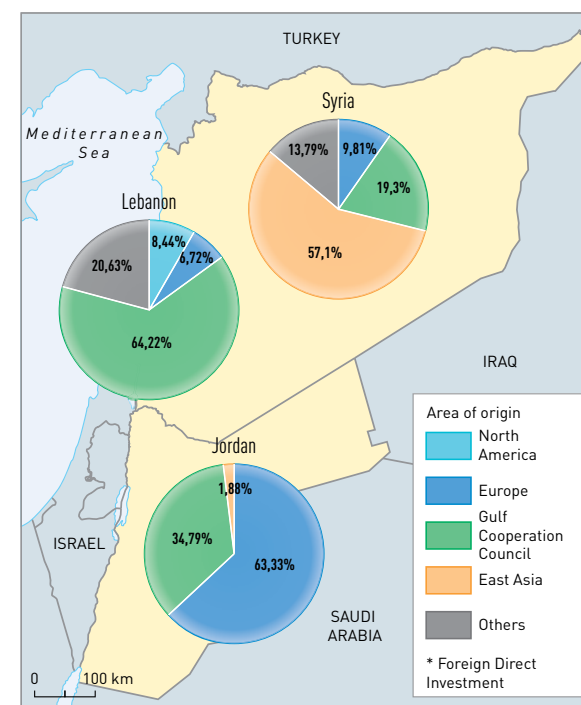 TURKEY
Syria
Mediterranean
Sea
13,79%
9,81%
19,3%
57,1%
Lebanon
8,44%
6,72%
20,63%
64,22%
IRAQ
Jordan
1,88%
34,79%
63,33%
ISRAEL
SAUDI
ARABIA
0 100 km
Area of origin
North
America
Europe
Gulf
Cooperation
Council
East Asia
Others
* Foreign Direct
Investment